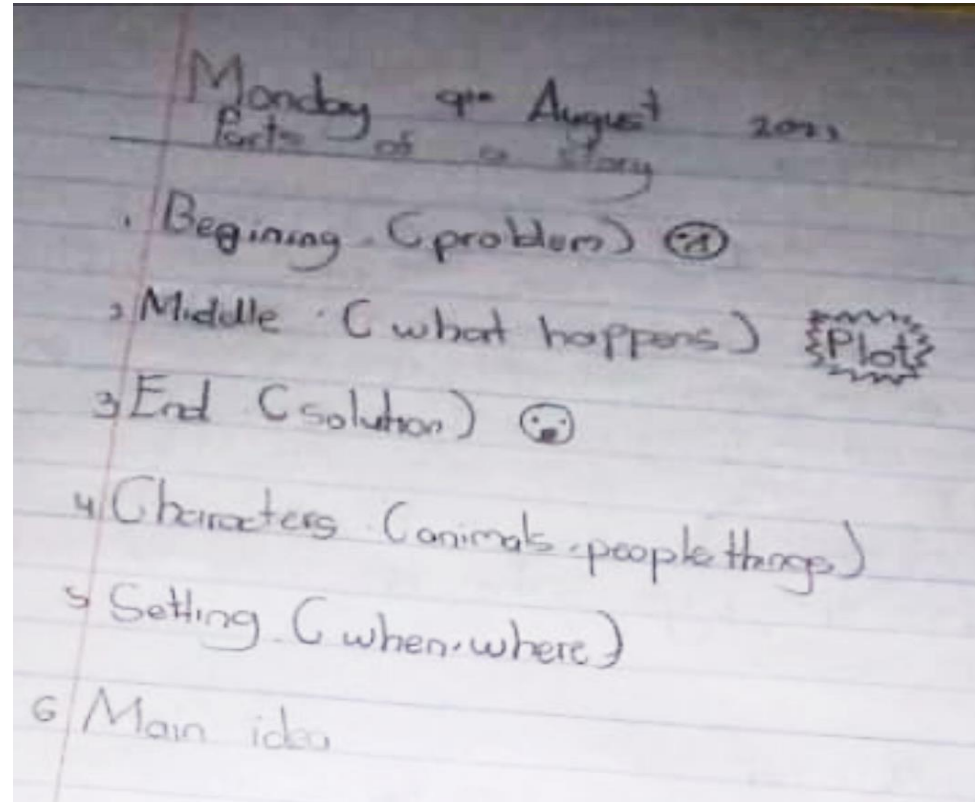 Monday 9th August 2021
Parts of a story
1. Begining. (problem)
2 Middle. (what happens) Plot
3 End (solution)
4 Characters (animals.people things)
5 Setting. (when.where)
6 Main idea